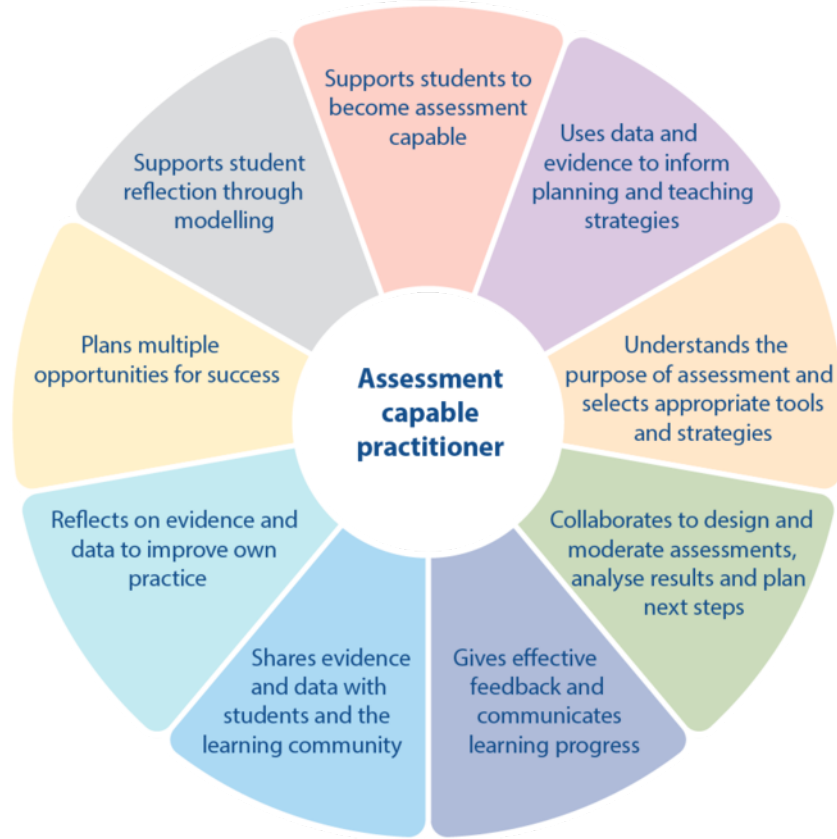 Supports students to
become assessment
capable
Uses data and
evidence to inform
planning and teaching
strategies
Understands the
purpose of assessment and
selects appropriate tools
and strategies
Collaborates to design and
moderate assessments,
analyse results and plan
next steps
Gives effective
feedback and
communicates
learning progress
Shares evidence
and data with
students and the
learning community
Reflects on evidence and
data to improve own
practice
Plans multiple
opportunities for success
Supports student
reflection through
modelling
Assessment
capable
practitioner